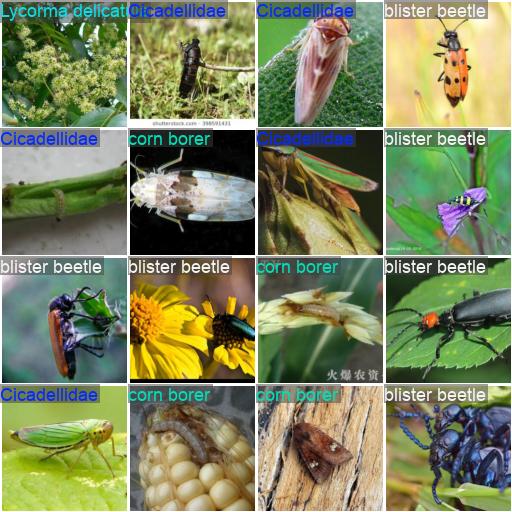 Lycorma delicat
Cicadellidae
Cicadellidae
blister beetle
shutterstock.com · 398591431
Cicadellidae
corn borer
Cicadellidae
blister beetle
blister beetle
blister beetle
corn borer
blister beetle
火爆农资
Cicadellidae
corn borer
corn borer
blister beetle